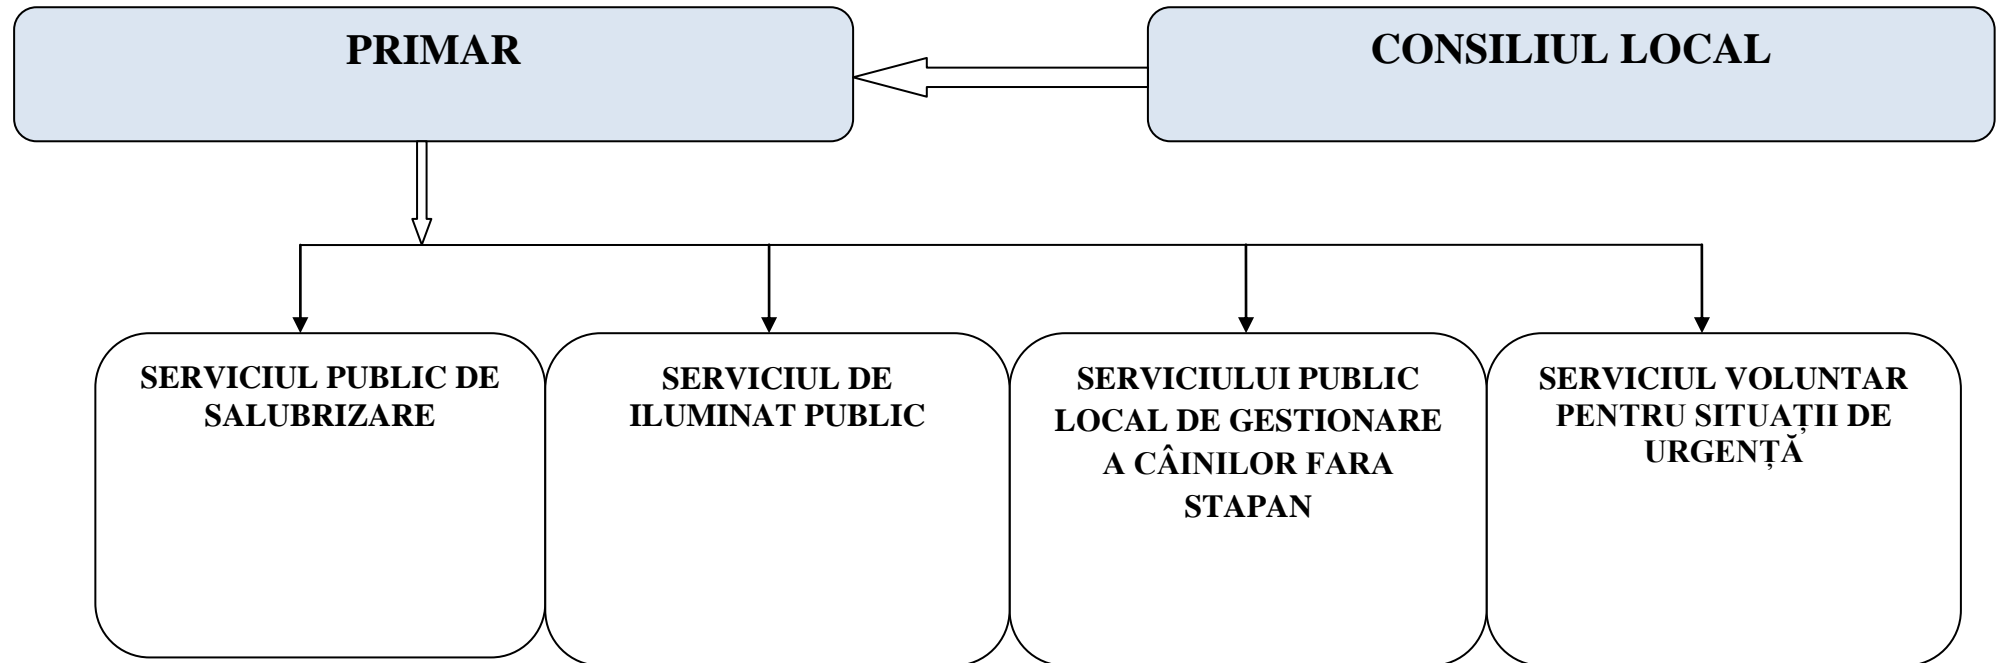 PRIMAR
CONSILIUL LOCAL
SERVICIUL PUBLIC DE
SALUBRIZARE
SERVICIUL DE
ILUMINAT PUBLIC
SERVICIULUI PUBLIC
LOCAL DE GESTIONARE
A CÂINILOR FARA
STAPAN
SERVICIUL VOLUNTAR
PENTRU SITUAȚII DE
URGENȚĂ